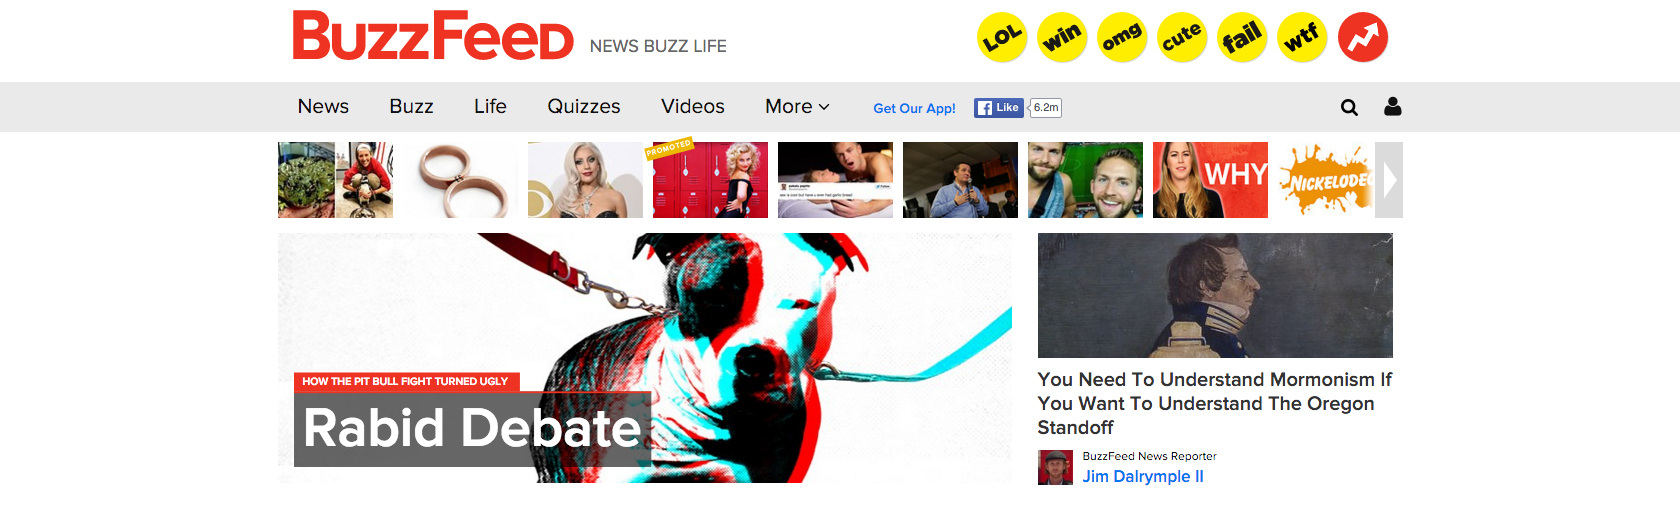 BuzzFeed
NEWS BUZZ LIFE
LOL
win
omg
cute
fail
wtf
News
Buzz
Life
Quizzes
Videos
More
Get Our App!
Like
6.2m
PROMOTED
WHY
NICKELODE
HOW THE PIT BULL FIGHT TURNED UGLY
Rabid Debate
You Need To Understand Mormonism If
You Want To Understand The Oregon
Standoff
BuzzFeed News Reporter
Jim Dalrymple II